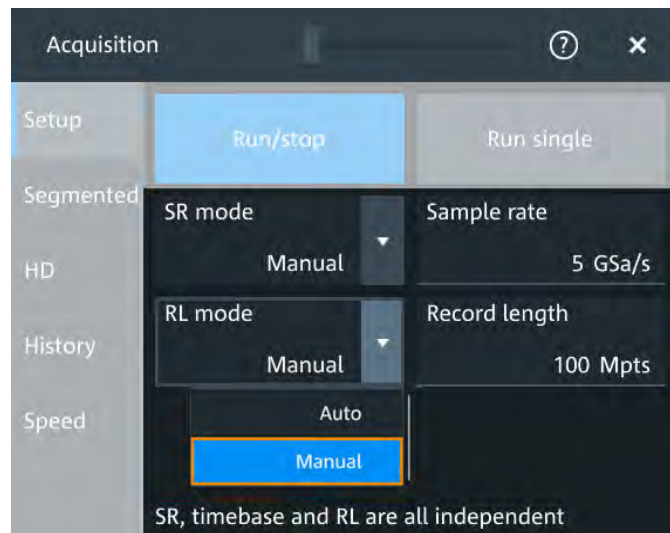 Acquisition
?
×
Setup
Run/stop
Run single
Segmented
SR mode
Sample rate
Manual
5 GSa/s
HD
RL mode
Record length
History
Manual
100 Mpts
Speed
Auto
Manual
SR, timebase and RL are all independent